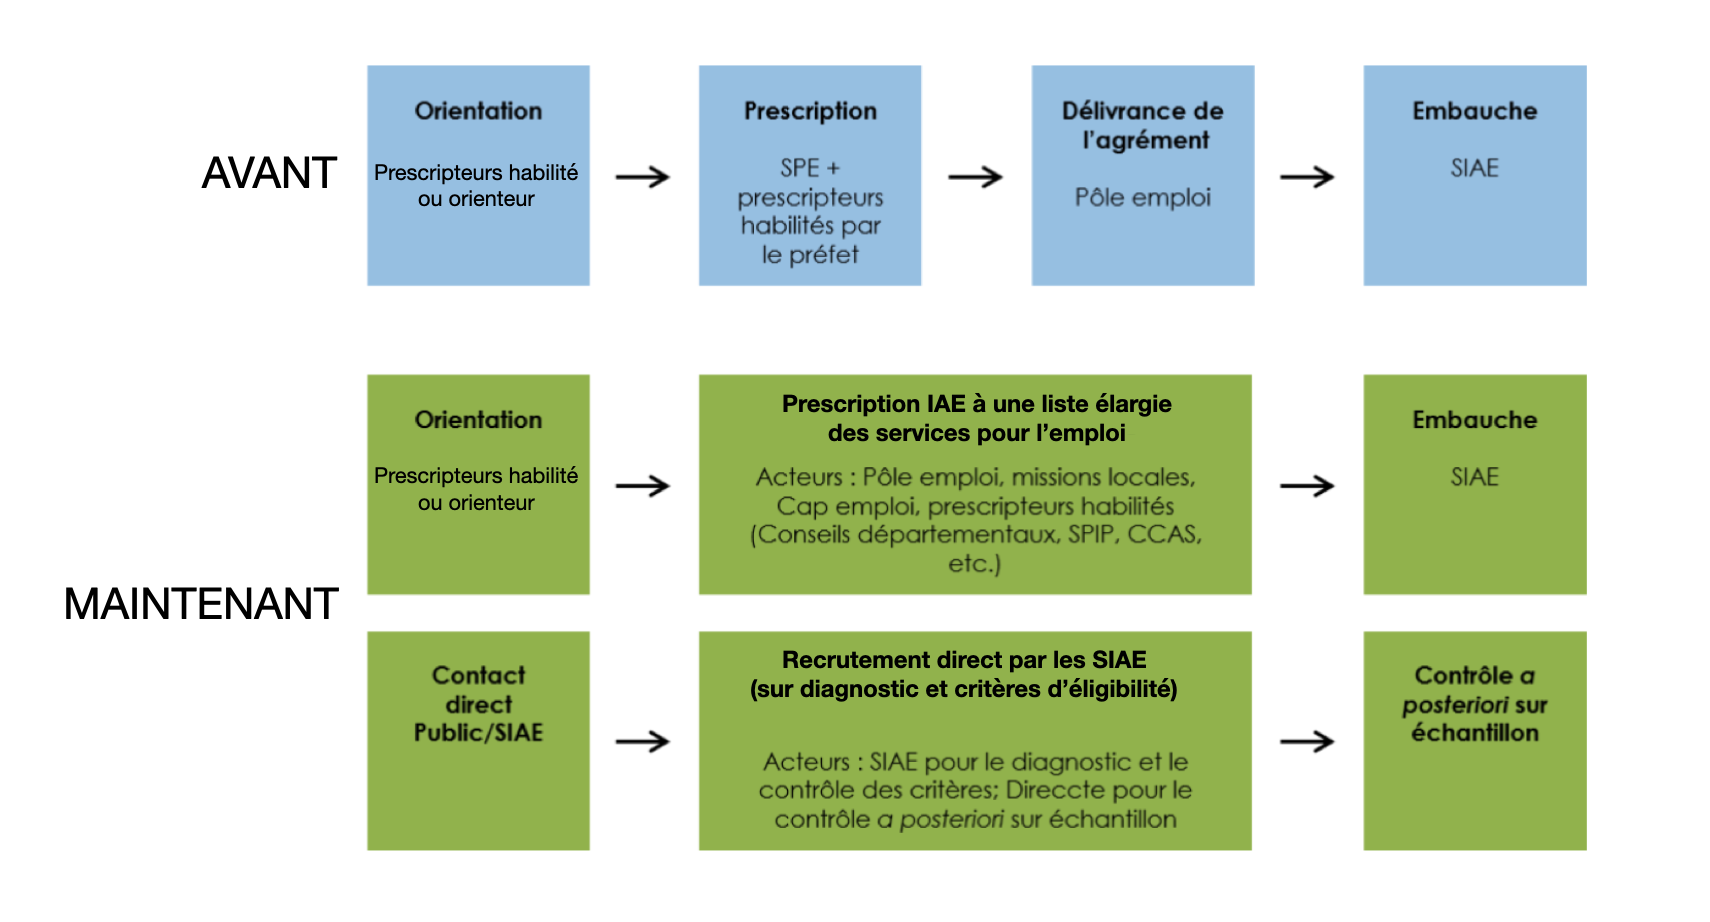 AVANT
Orientation
Prescripteurs habilité
ou orienteur
Prescription
SPE +
prescripteurs
habilités par
le préfet
Délivrance de
l'agrément
Pôle emploi
Embauche
SIAE
MAINTENANT
Orientation
Prescripteurs habilité
ou orienteur
Prescription IAE à une liste élargie
des services pour l'emploi
Acteurs : Pôle emploi, missions locales,
Cap emploi, prescripteurs habilités
(Conseils départementaux, SPIP, CCAS,
etc.)
Embauche
SIAE
Contact
direct
Public/SIAE
Recrutement direct par les SIAE
(sur diagnostic et critères d'éligibilité)
Acteurs : SIAE pour le diagnostic et le
contrôle des critères; Direccte pour le
contrôle a posteriori sur échantillon
Contrôle a
posteriori sur
échantillon